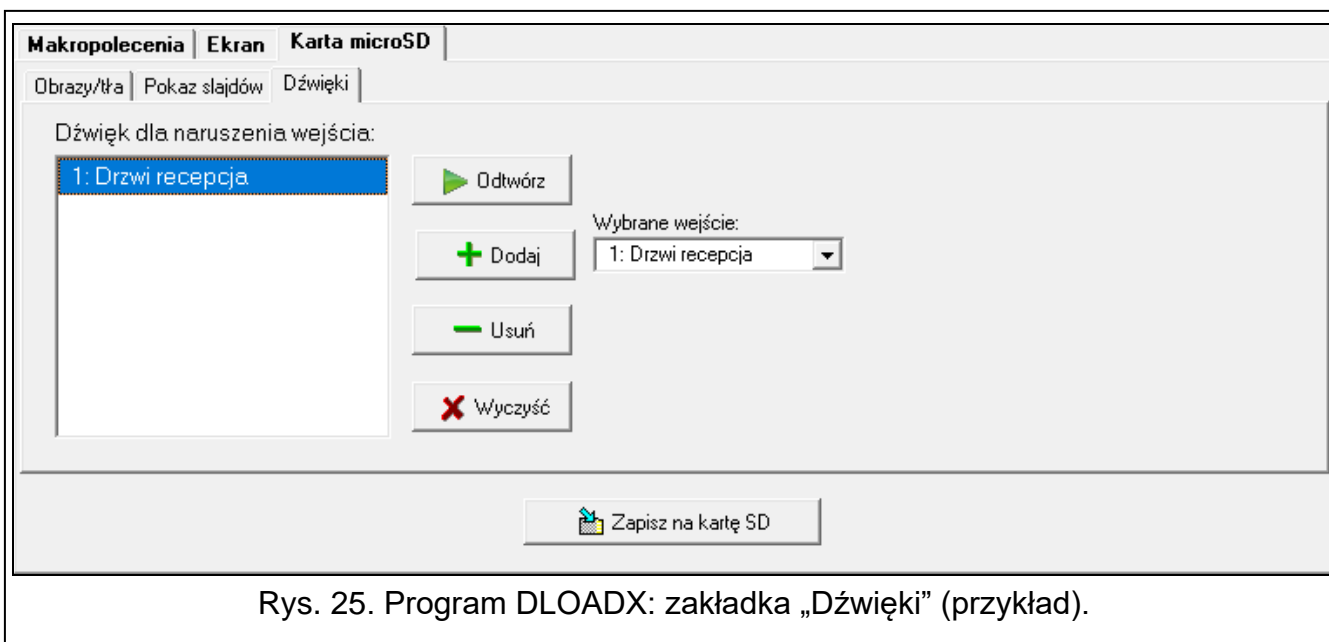 Makropolecenia Ekran Karta microSD
Obrazy/tła Pokaz slajdów Dźwięki
Dźwięk dla naruszenia wejścia:
1: Drzwi recepcja
Odtwórz
Wybrane wejście:
Dodaj
1: Drzwi recepcja
Usuń
Wyczyść
Zapisz na kartę SD
Rys. 25. Program DLOADX: zakładka „Dźwięki” (przykład).